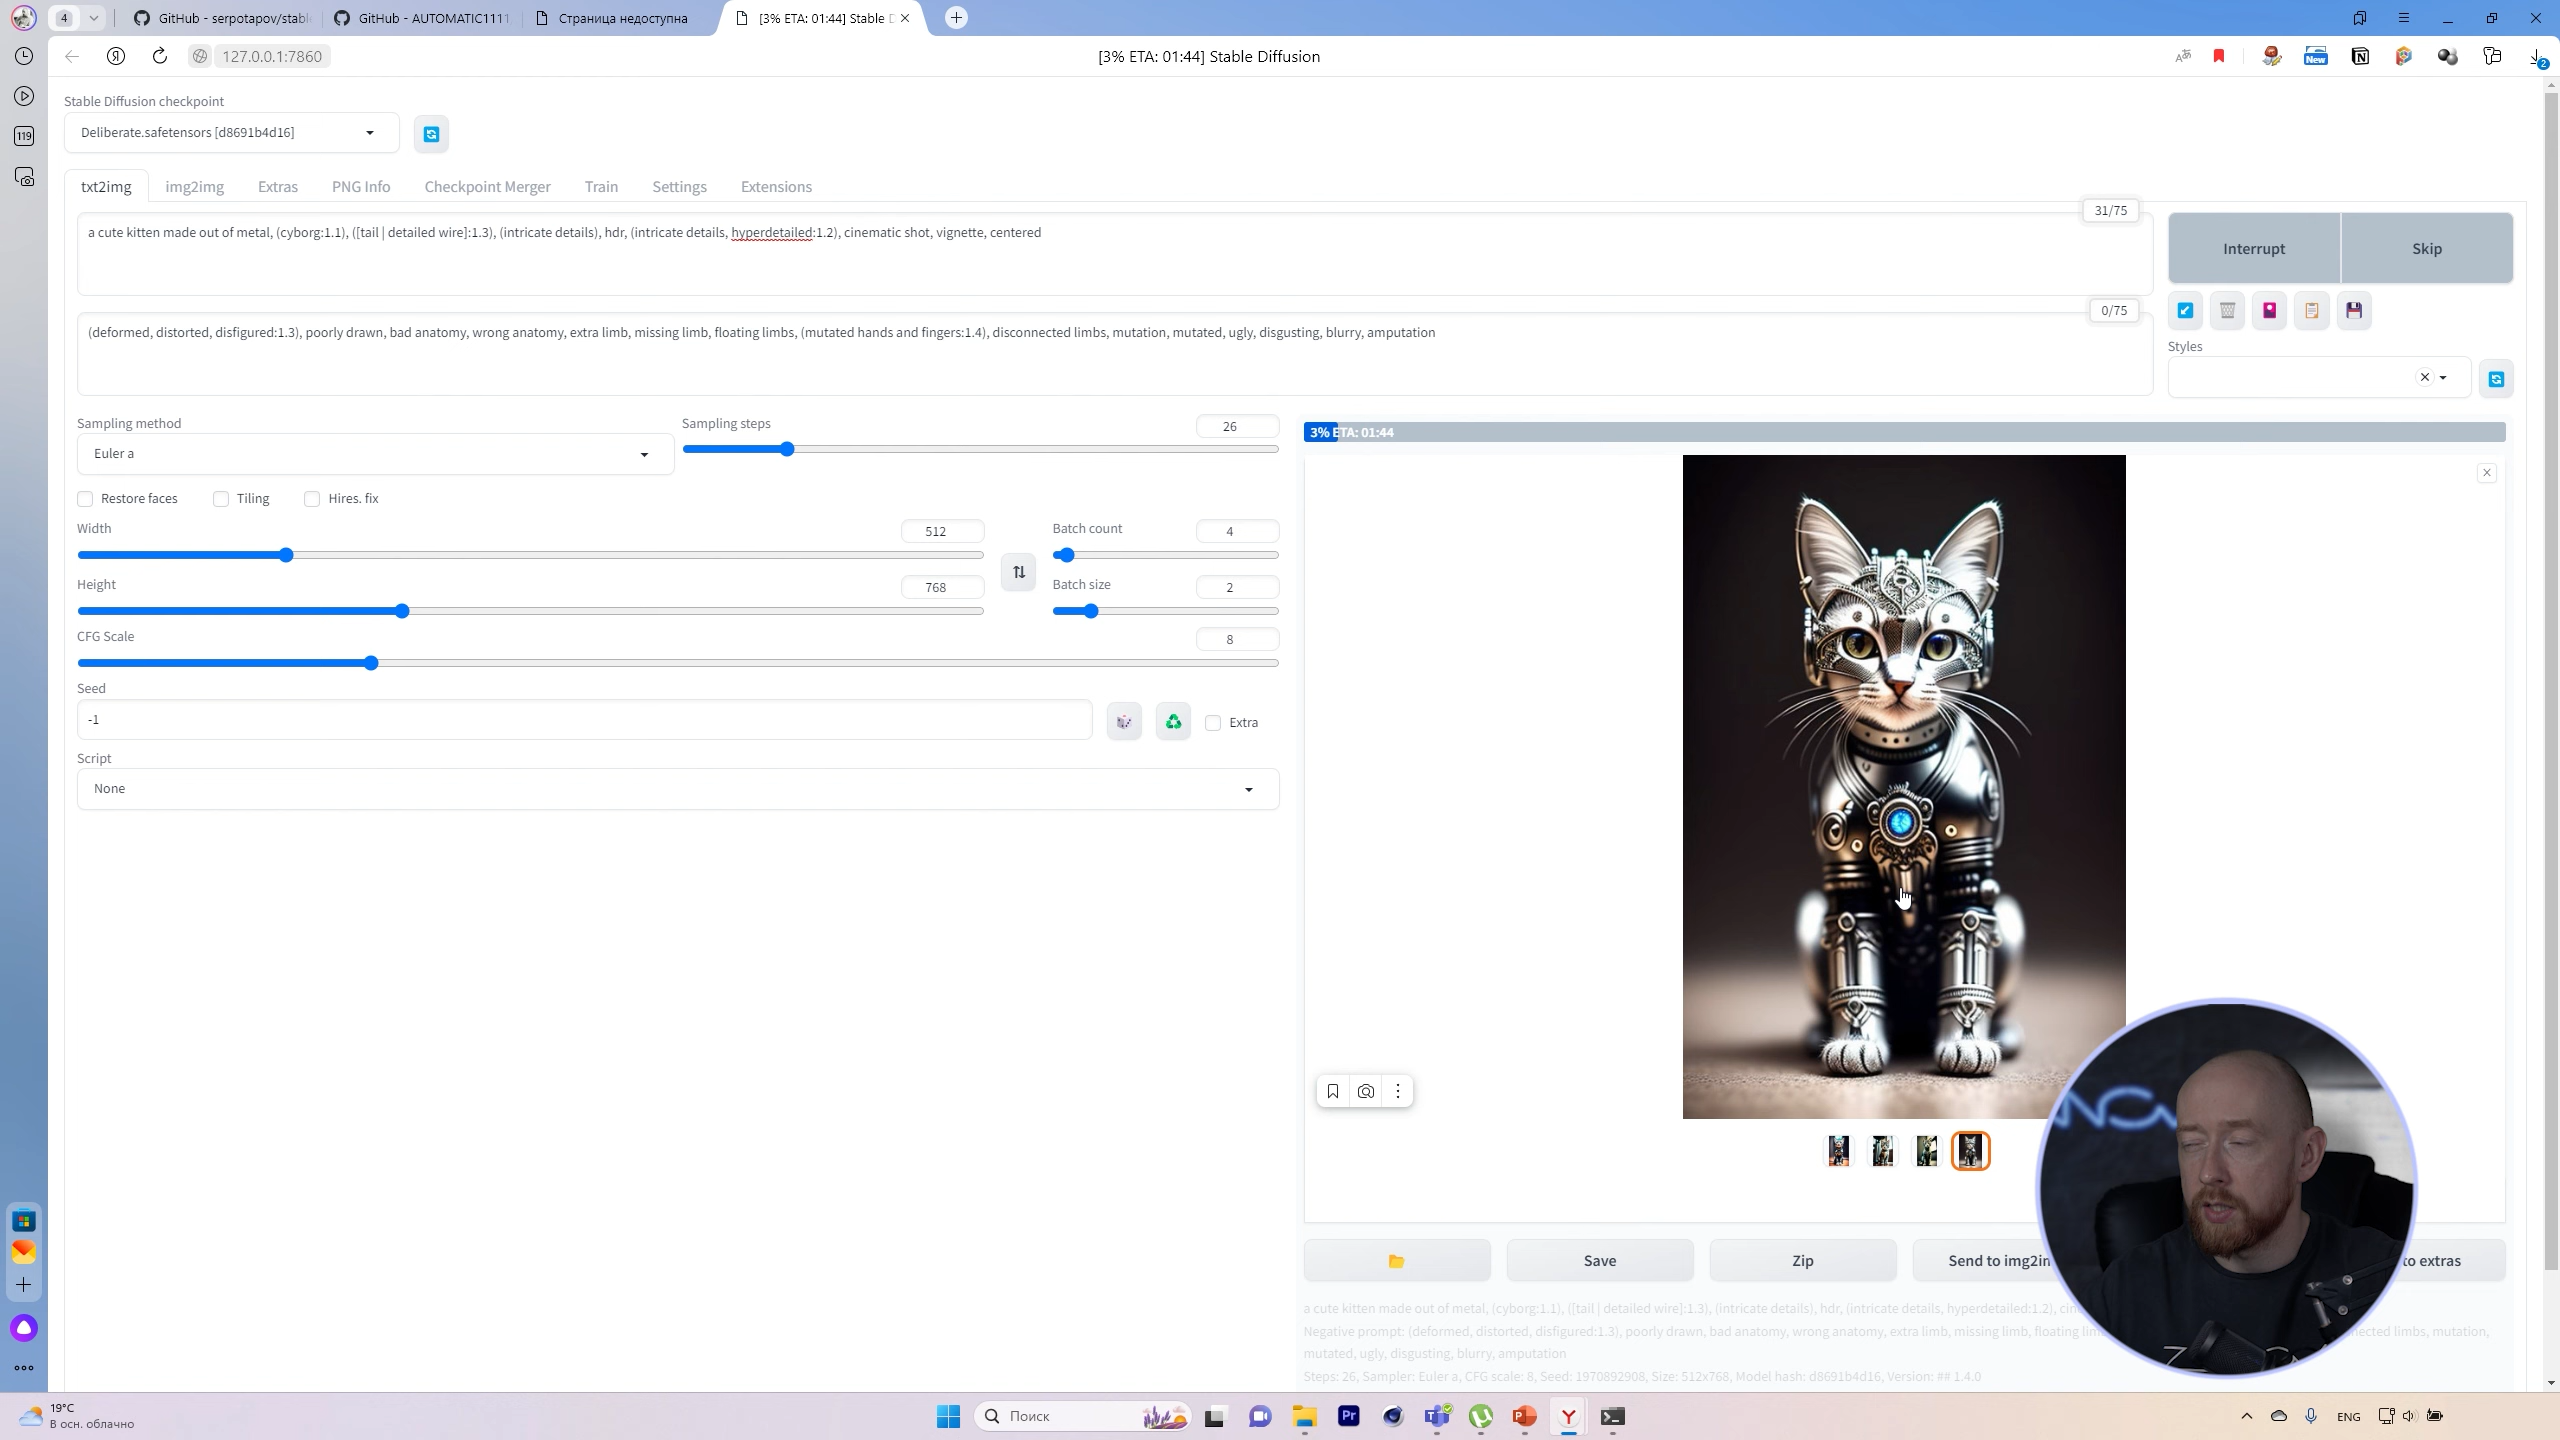 4
GitHub - serpotapov/stabl
GitHub - AUTOMATIC1111
Страница недоступна
[3% ETA: 01:44] Stable D
127.0.0.1:7860
[3% ETA: 01:44] Stable Diffusion
New
2
119
Stable Diffusion checkpoint
Deliberate.safetensors [d8691b4d16]
txt2img
img2img
Extras
PNG Info
Checkpoint Merger
Train
Settings
Extensions
31/75
a cute kitten made out of metal, (cyborg:1.1), ([tail | detailed wire]:1.3), (intricate details), hdr, (intricate details, hyperdetailed:1.2), cinematic shot, vignette, centered
Interrupt
Skip
0/75
(deformed, distorted, disfigured:1.3), poorly drawn, bad anatomy, wrong anatomy, extra limb, missing limb, floating limbs, (mutated hands and fingers:1.4), disconnected limbs, mutation, mutated, ugly, disgusting, blurry, amputation
Styles
Sampling method
Euler a
Sampling steps
26
3% ETA: 01:44
Restore faces
Tiling
Hires. fix
Width
512
Batch count
4
Height
768
Batch size
2
CFG Scale
8
Seed
-1
Extra
Script
None
Save
Zip
Send to img2im
to extras
a cute kitten made out of metal, (cyborg:1.1), ([tail | detailed wire]:1.3), (intricate details), hdr, (intricate details, hyperdetailed:1.2), cin
Negative prompt: (deformed, distorted, disfigured:1.3), poorly drawn, bad anatomy, wrong anatomy, extra limb, missing limb, floating lim nected limbs, mutation,
mutated, ugly, disgusting, blurry, amputation
Steps: 26, Sampler: Euler a, CFG scale: 8, Seed: 1970892908, Size: 512x768, Model hash: d8691b4d16, Version: ## 1.4.0
19°C
В осн. облачно
Поиск
Pr
ENG